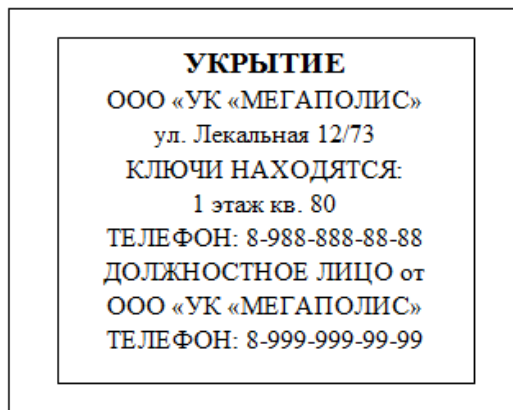 УКРЫТИЕ
ООО «УК «МЕГАПОЛИС»
ул. Лекальная 12/73
КЛЮЧИ НАХОДЯТСЯ:
1 этаж кв. 80
ТЕЛЕФОН: 8-988-888-88-88
ДОЛЖНОСТНОЕ ЛИЦО от
ООО «УК «МЕГАПОЛИС»
ТЕЛЕФОН: 8-999-999-99-99